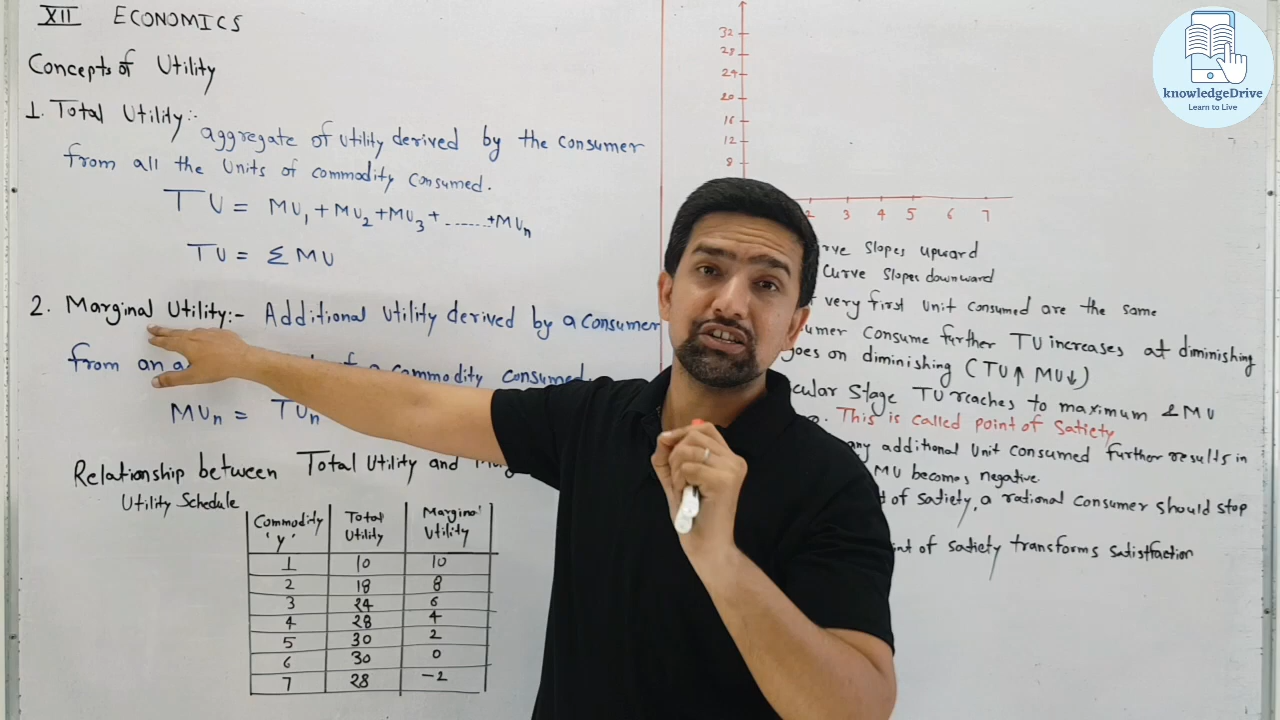 XII ECONOMICS
Concepts of Utility
1. Total Utility:-
aggregate of utility derived by the consumer
from all the units of commodity consumed.
TU = MU1 + MU2 + MU3 + ........ + MUn
TU = Σ MU
2. Marginal Utility:- Additional utility derived by a consumer
from an a
of a commodity consumed.
MUn = TUn
Relationship between Total Utility and
Utility Schedule
Commodity 'y' Total Utility Marginal Utility
1 10 10
2 18 8
3 24 6
4 28 4
5 30 2
6 30 0
7 28 -2
32
28
24
20
16
12
8
2 3 4 5 6 7
Slopes upward
Curve slopes downward
very first unit consumed are the same
Consume further TU increases at diminishing
goes on diminishing (TU↑ MU↓)
Stage TU reaches to maximum & MU
This is called point of Satiety
any additional unit consumed further results in
MU becomes negative.
of satiety, a rational consumer should stop
of satiety transforms satisfaction
knowledgeDrive
Learn to Live